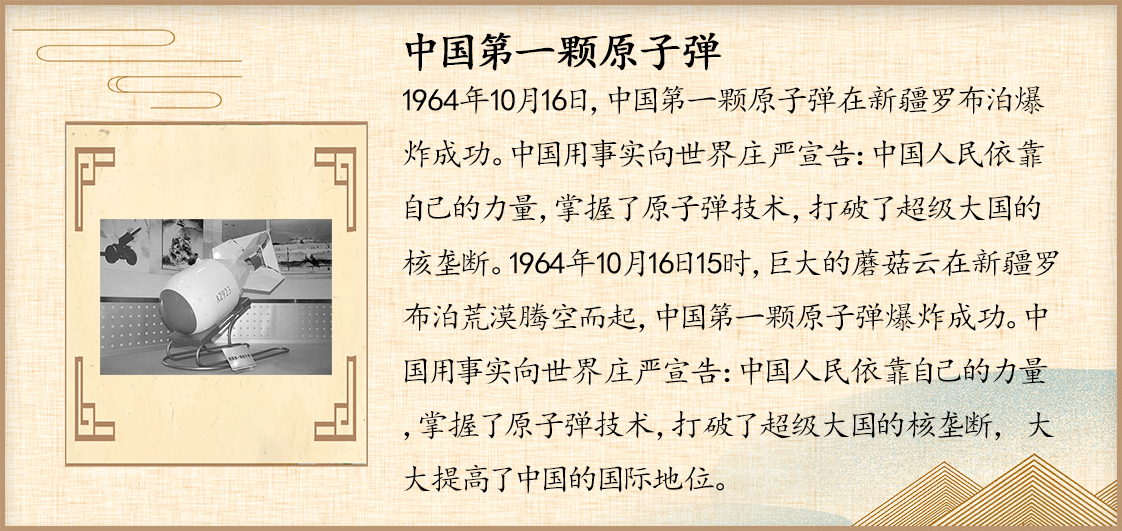 中国第一颗原子弹
1964年10月16日,中国第一颗原子弹在新疆罗布泊爆
炸成功。中国用事实向世界庄严宣告:中国人民依靠
自己的力量,掌握了原子弹技术,打破了超级大国的
核垄断。1964年10月16日15时,巨大的蘑菇云在新疆罗
布泊荒漠腾空而起,中国第一颗原子弹爆炸成功。中
国用事实向世界庄严宣告:中国人民依靠自己的力量
,掌握了原子弹技术,打破了超级大国的核垄断, 大
大提高了中国的国际地位。
A2923